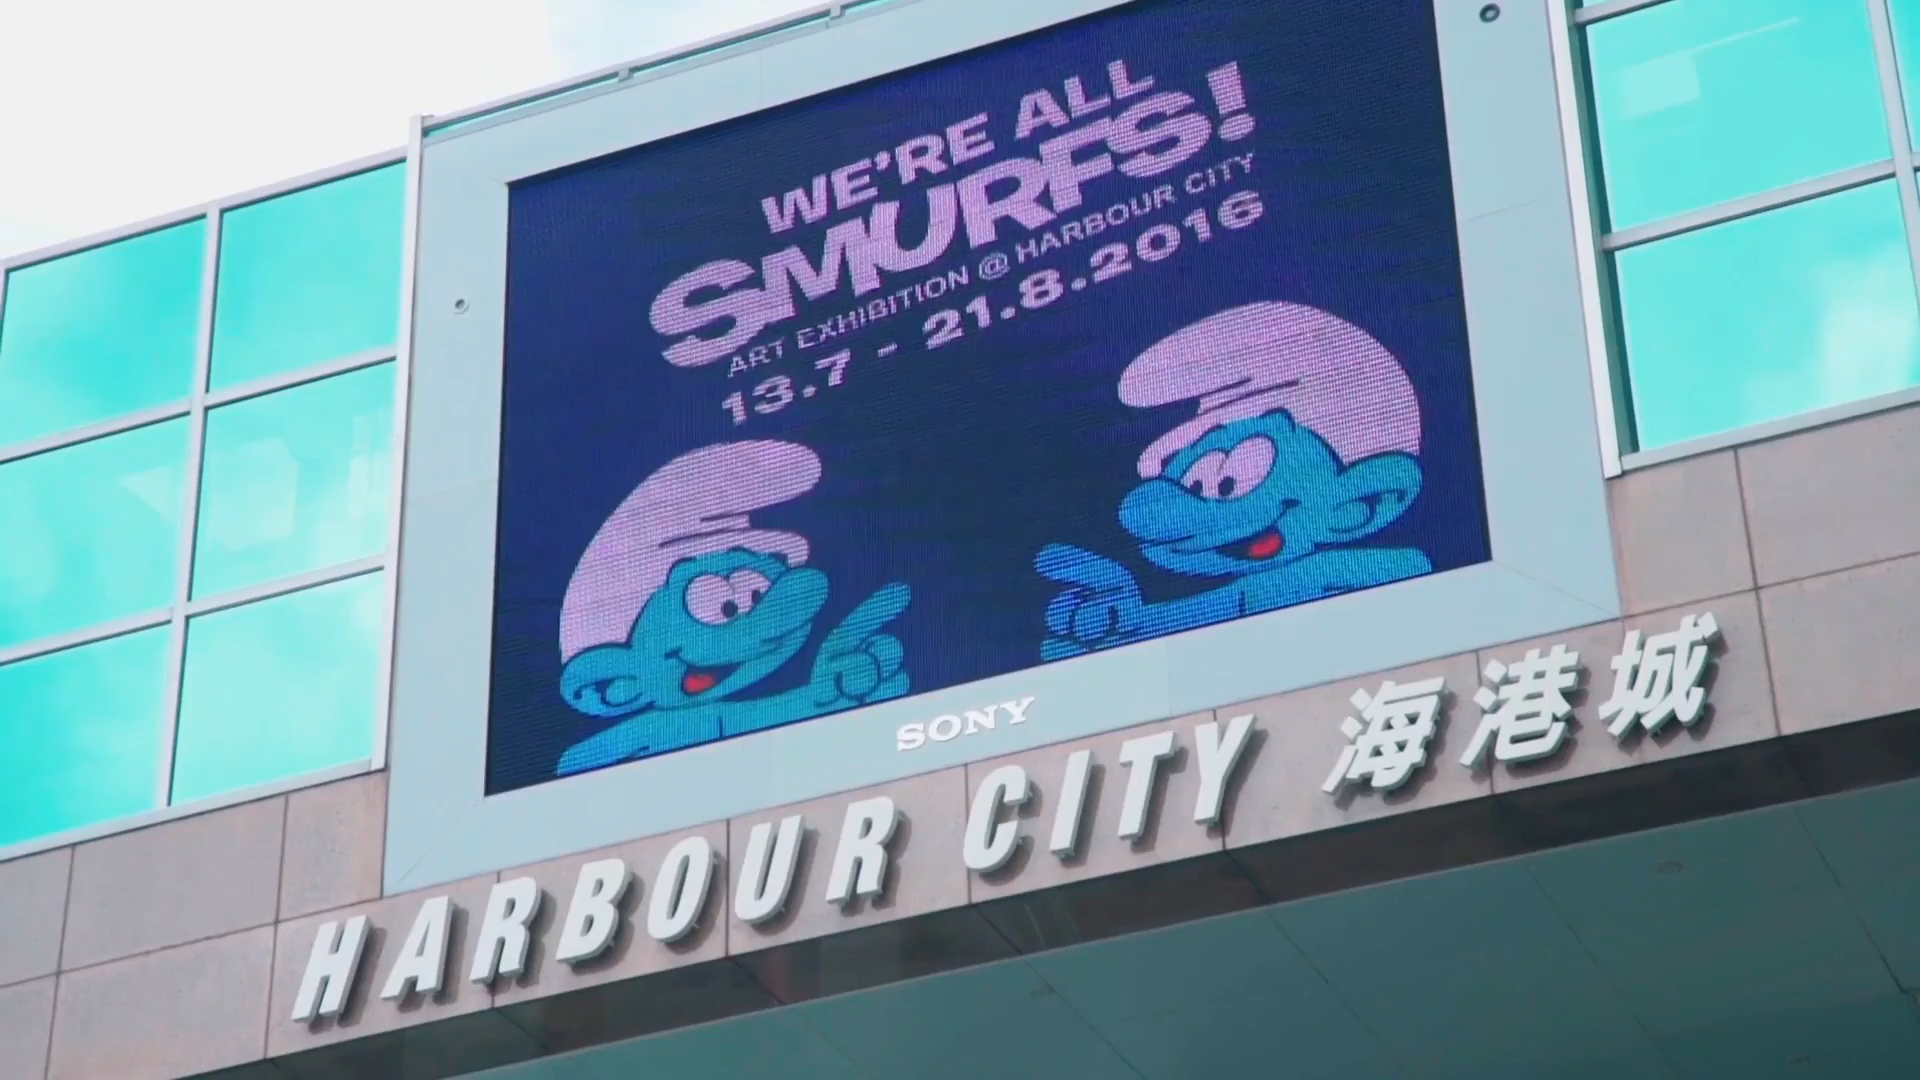 WE'RE ALL
SMURFS!
ART EXHIBITION @ HARBOUR CITY
13.7 - 21.8.2016
SONY
HARBOUR CITY 海港城